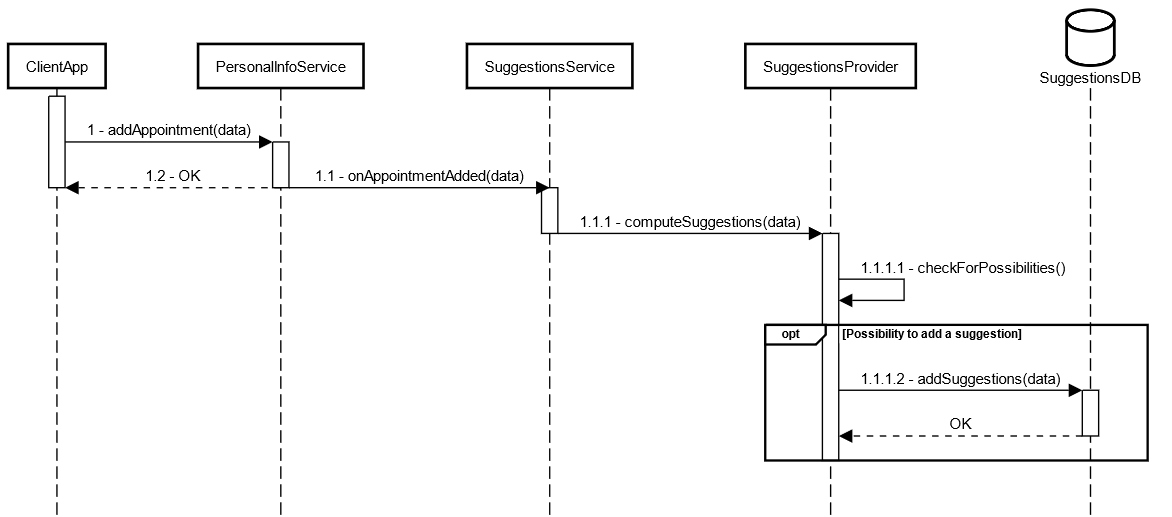 ClientApp
PersonalInfoService
SuggestionsService
SuggestionsProvider
SuggestionsDB
1 - addAppointment(data)
1.2 - OK
1.1 - onAppointmentAdded(data)
1.1.1 - computeSuggestions(data)
1.1.1.1 - checkForPossibilities()
opt
[Possibility to add a suggestion]
1.1.1.2 - addSuggestions(data)
OK